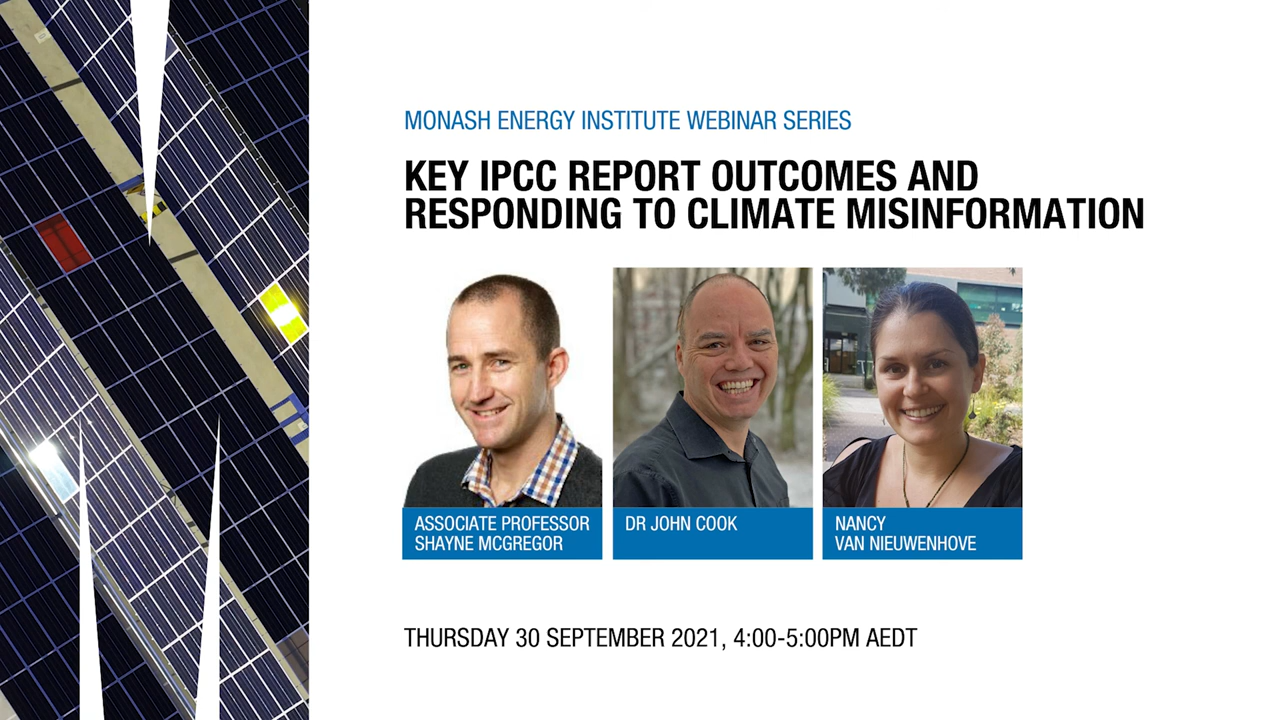 MONASH ENERGY INSTITUTE WEBINAR SERIES
KEY IPCC REPORT OUTCOMES AND
RESPONDING TO CLIMATE MISINFORMATION
ASSOCIATE PROFESSOR
SHAYNE MCGREGOR
DR JOHN COOK
NANCY
VAN NIEUWENHOVE
THURSDAY 30 SEPTEMBER 2021, 4:00-5:00PM AEDT